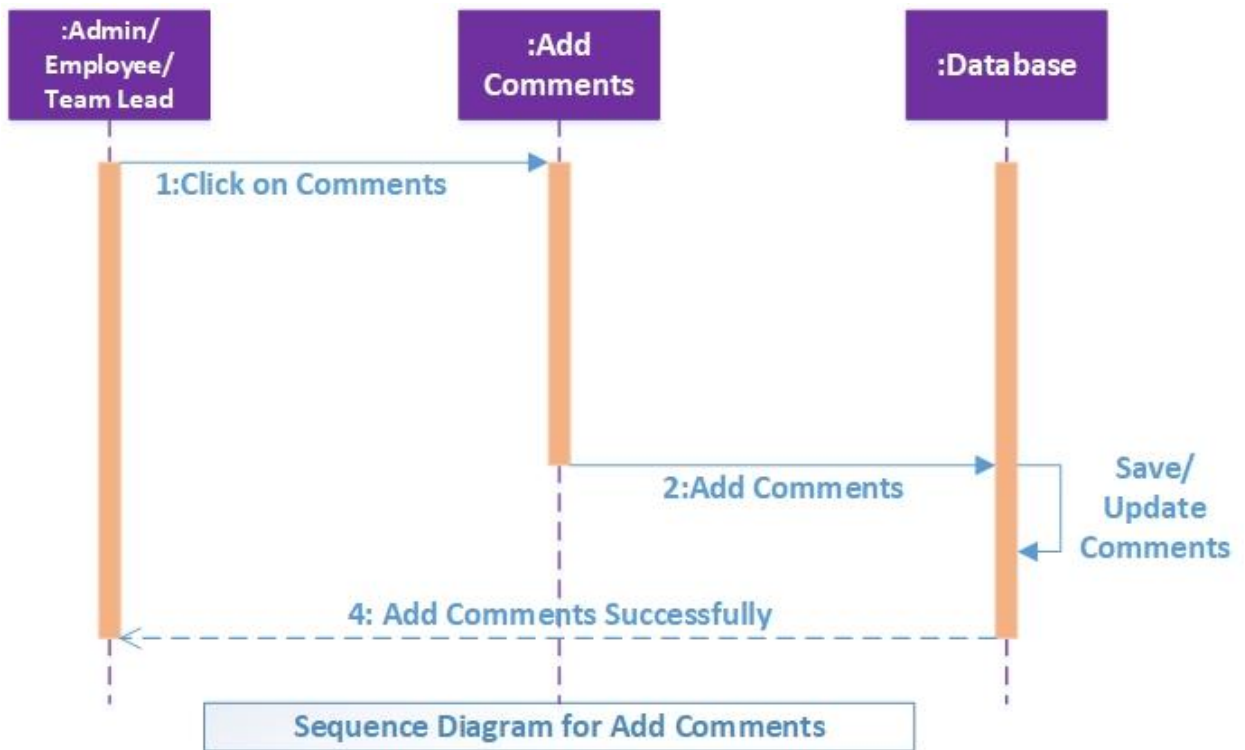 :Admin/
Employee/
Team Lead
:Add
Comments
:Database
1:Click on Comments
2:Add Comments
Save/
Update
Comments
4: Add Comments Successfully
Sequence Diagram for Add Comments